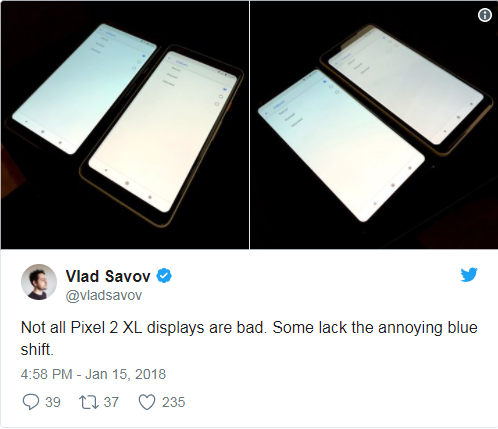 Vlad Savov
@vladsavov
Not all Pixel 2 XL displays are bad. Some lack the annoying blue
shift.
4:58 PM - Jan 15, 2018
39 37 235